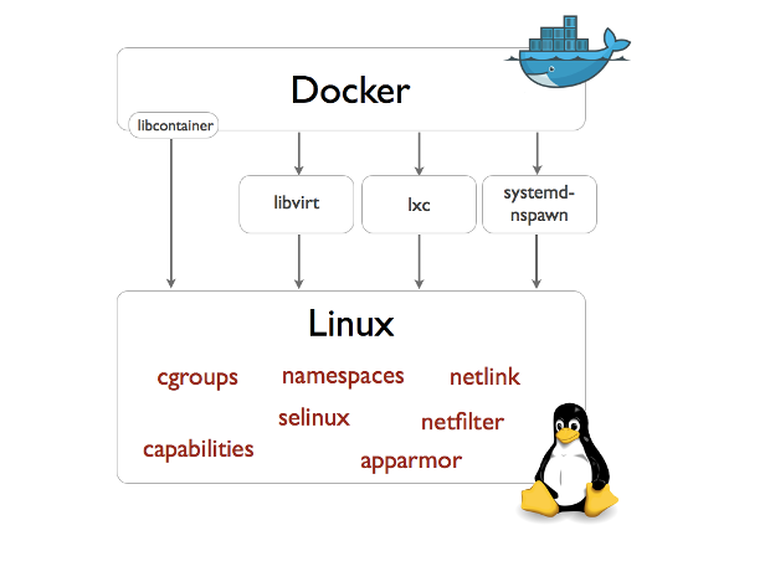 Docker
libcontainer
libvirt
lxc
systemd-
nspawn
Linux
cgroups
namespaces
netlink
selinux
netfilter
capabilities
apparmor